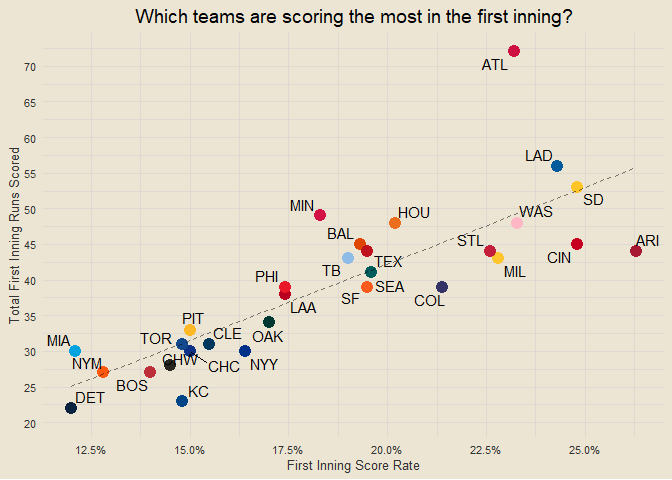 Which teams are scoring the most in the first inning?
Total First Inning Runs Scored
70
65
60
55
50
45
40
35
30
25
20
ATL
LAD
SD
MIN
HOU
WAS
BAL
STL
CIN
ARI
TB
TEX
MIL
PHI
SEA
SF
COL
LAA
PIT
OAK
MIA
TOR
CLE
NYM
CHW
CHC
NYY
BOS
KC
DET
12.5%
15.0%
17.5%
20.0%
22.5%
25.0%
First Inning Score Rate